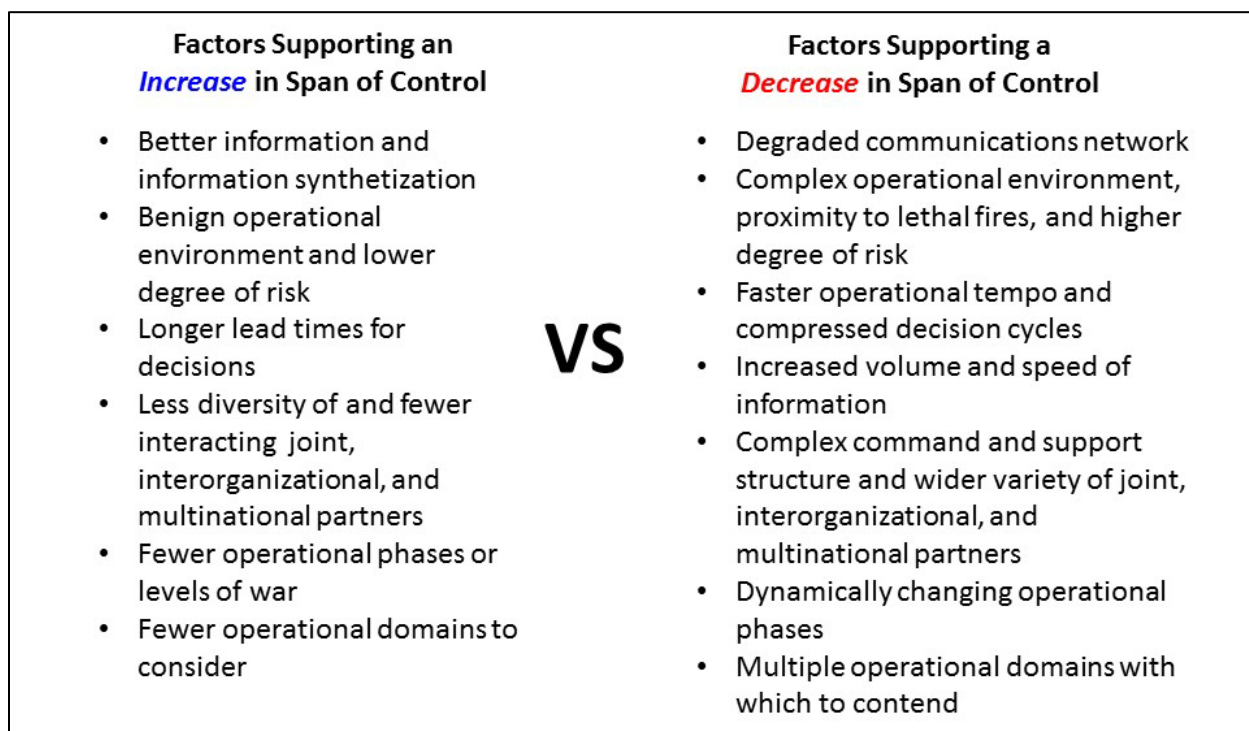 Factors Supporting an
Increase in Span of Control
• Better information and
information synthetization
• Benign operational
environment and lower
degree of risk
• Longer lead times for
decisions
• Less diversity of and fewer
interacting joint,
interorganizational, and
multinational partners
• Fewer operational phases or
levels of war
• Fewer operational domains to
consider
VS
Factors Supporting a
Decrease in Span of Control
• Degraded communications network
• Complex operational environment,
proximity to lethal fires, and higher
degree of risk
• Faster operational tempo and
compressed decision cycles
• Increased volume and speed of
information
• Complex command and support
structure and wider variety of joint,
interorganizational, and
multinational partners
• Dynamically changing operational
phases
• Multiple operational domains with
which to contend